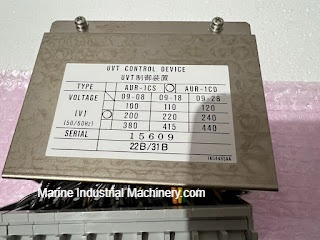 UVT CONTROL DEVICE
UVT制御装置
TYPE AUR-1CS AUR-1CD
VOLTAGE 09-08 09-18 09-28
[V] 100 110 120
(50/60Hz) 200 220 240
380 415 440
SERIAL 15609
22B/31B
Marine Industrial Machinery.com